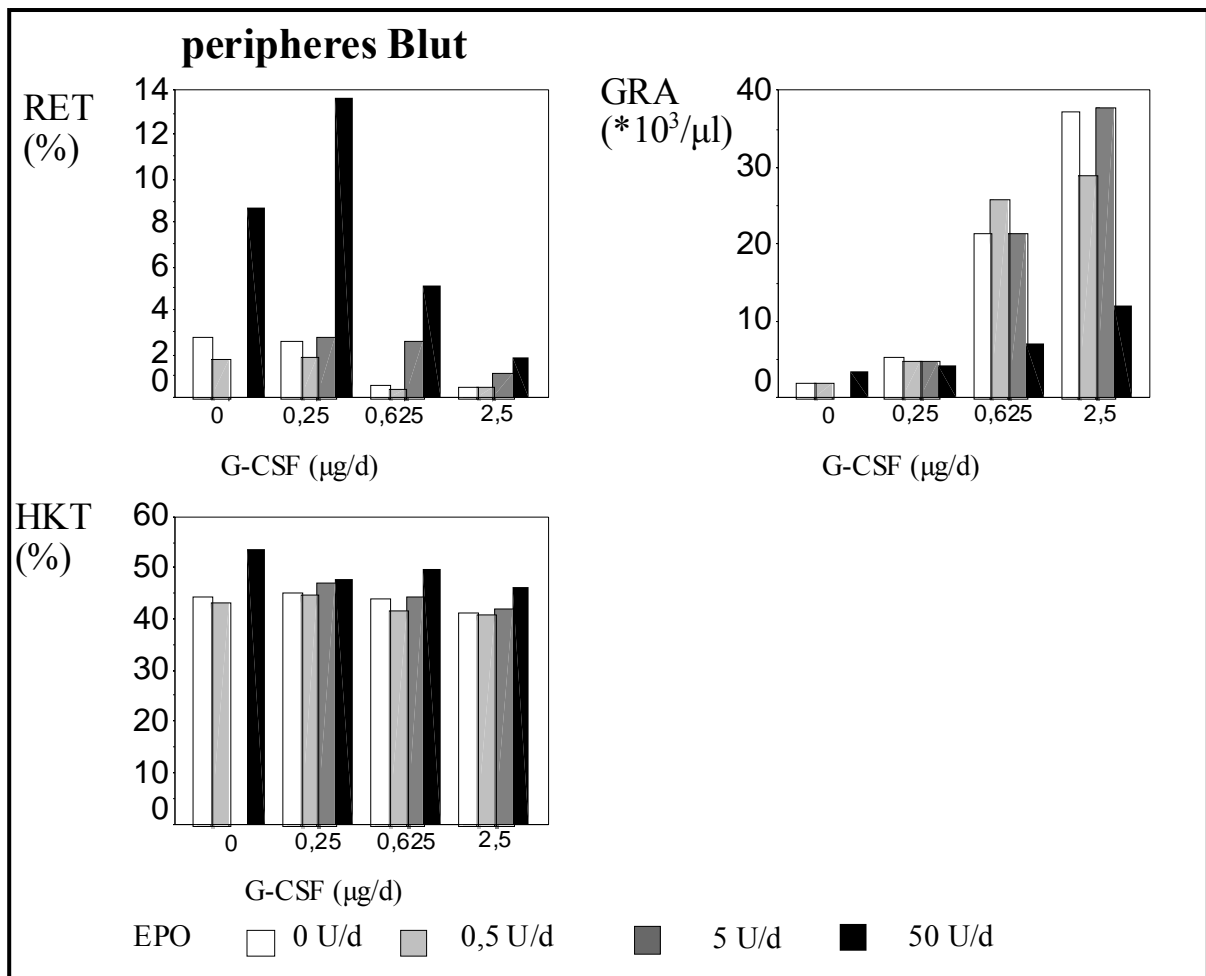 peripheres Blut
RET
(%)
14
12
10
8
6
4
2
0
0 0,25 0,625 2,5
G-CSF (µg/d)
GRA
(*10³/µl)
40
30
20
10
0
0 0,25 0,625 2,5
G-CSF (µg/d)
HKT
(%)
60
50
40
30
20
10
0
0 0,25 0,625 2,5
G-CSF (µg/d)
EPO 0 U/d 0,5 U/d 5 U/d 50 U/d